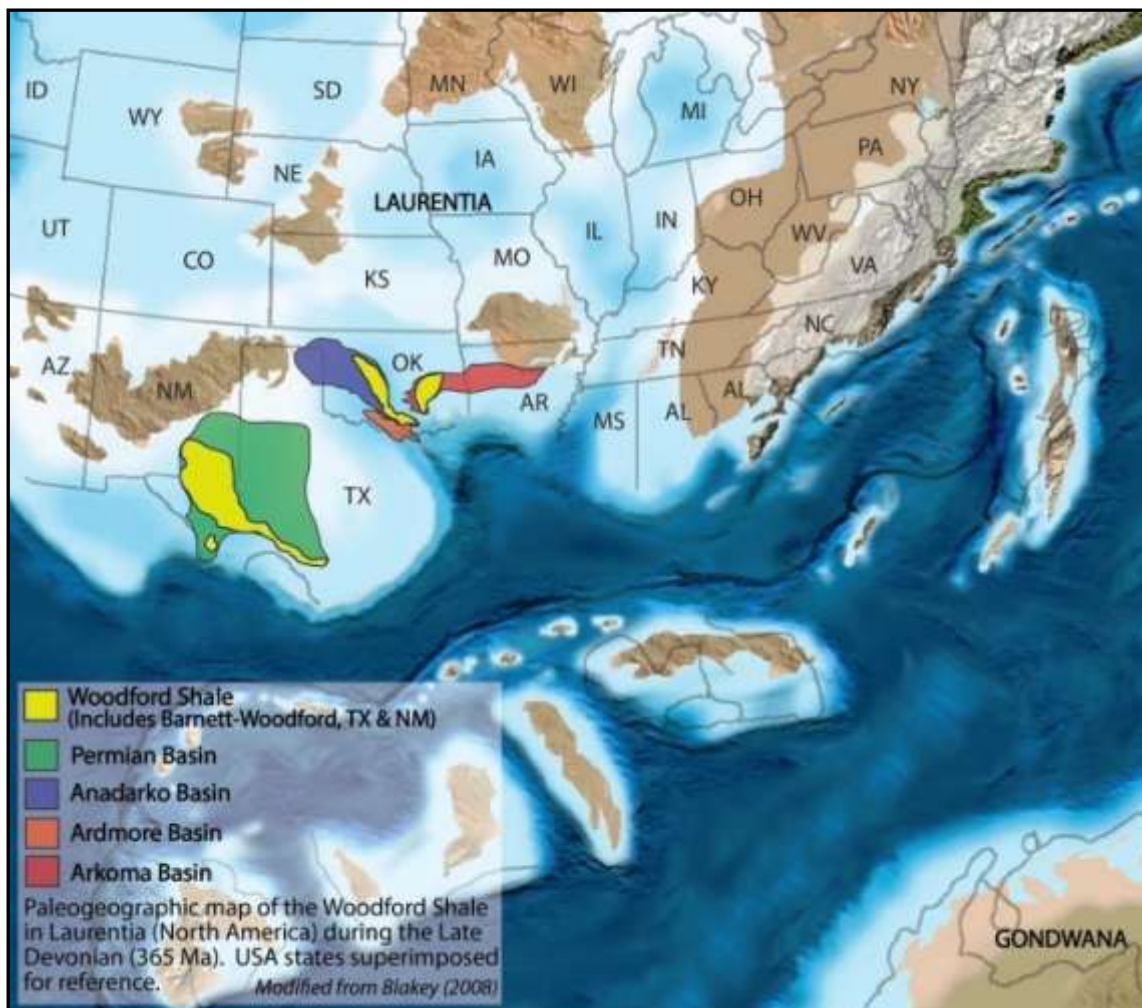 ID
WY
SD
MN
WI
MI
NY
NE
IA
PA
LAURENTIA
OH
UT
CO
IL
IN
WV
KS
MO
VA
KY
NC
AZ
NM
OK
TN
AR
MS
AL
AL
TX
Woodford Shale
(Includes Barnett-Woodford, TX & NM)
Permian Basin
Anadarko Basin
Ardmore Basin
Arkoma Basin
Paleogeographic map of the Woodford Shale
in Laurentia (North America) during the Late
Devonian (365 Ma). USA states superimposed
for reference. Modified from Blakey (2008)
GONDWANA